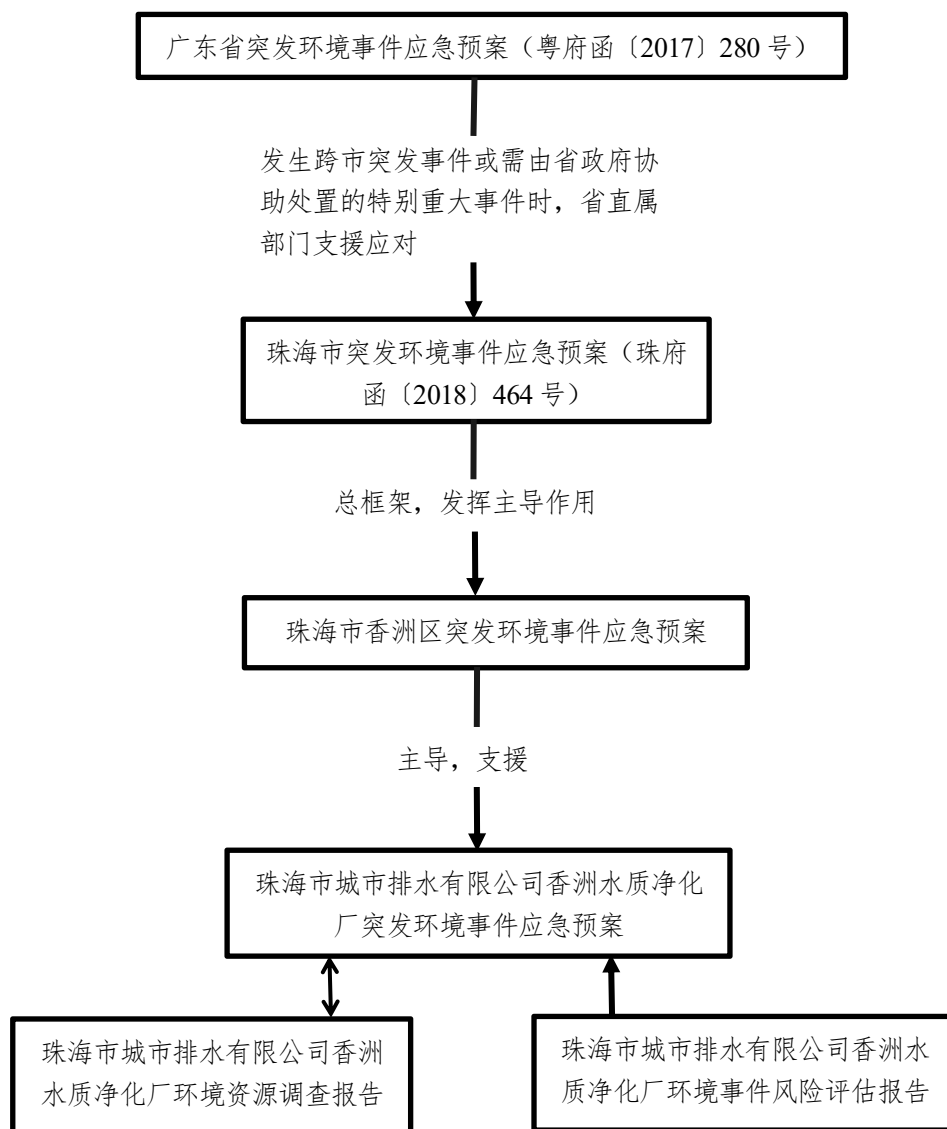 广东省突发环境事件应急预案（粤府函〔2017〕280 号）
发生跨市突发事件或需由省政府协
助处置的特别重大事件时，省直属
部门支援应对
珠海市突发环境事件应急预案（珠府
函〔2018〕464 号）
总框架，发挥主导作用
珠海市香洲区突发环境事件应急预案
主导，支援
珠海市城市排水有限公司香洲水质净化
厂突发环境事件应急预案
珠海市城市排水有限公司香洲
水质净化厂环境资源调查报告
珠海市城市排水有限公司香洲水
质净化厂环境事件风险评估报告